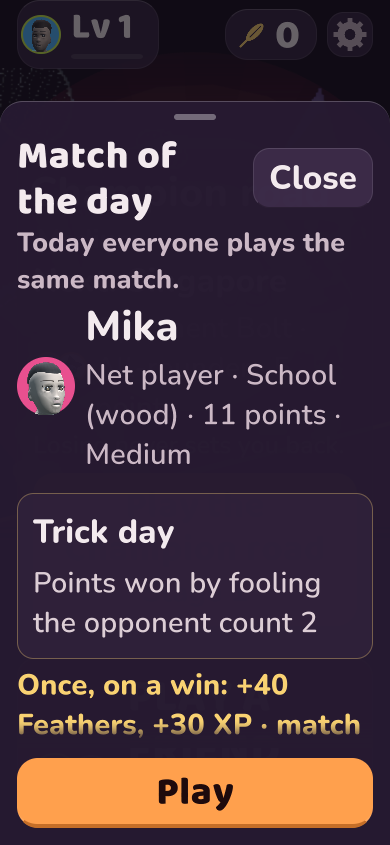 Lv 1
0
Match of
the day
Close
Today everyone plays the
same match.
Mika
Net player · School
(wood) · 11 points ·
Medium
Trick day
Points won by fooling
the opponent count 2
Once, on a win: +40
Feathers, +30 XP · match
Play